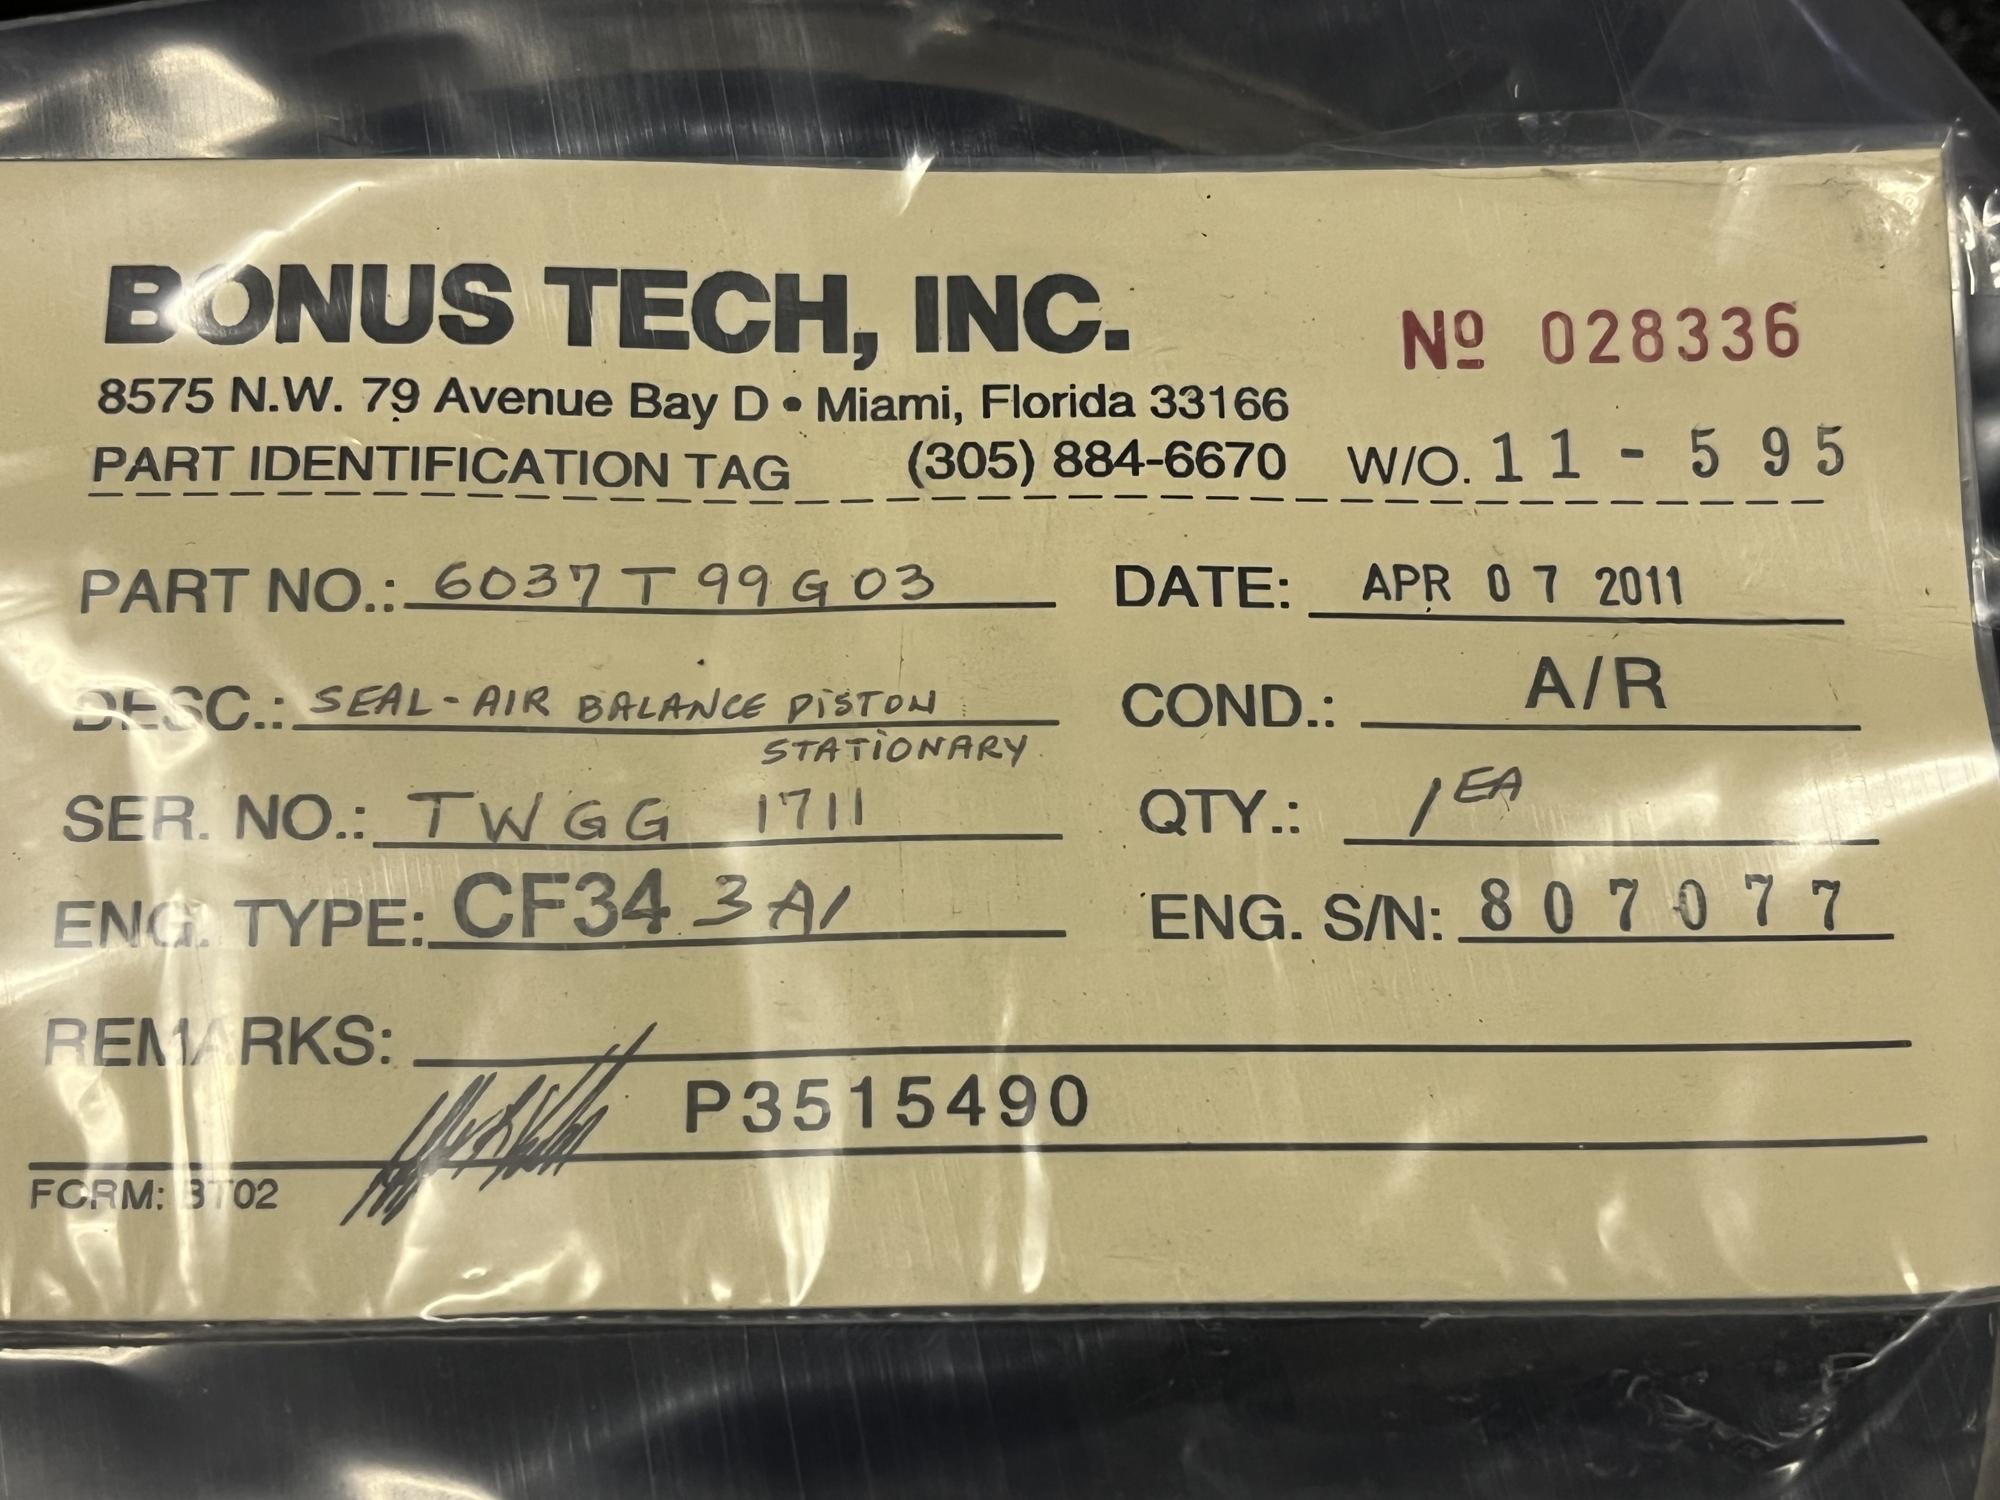 BONUS TECH, INC.
Nº 028336
8575 N.W. 79 Avenue Bay D • Miami, Florida 33166
PART IDENTIFICATION TAG (305) 884-6670 W/O. 11-595
PART NO.: 6037T99G03 DATE: APR 07 2011
DESC.: SEAL-AIR BALANCE PISTON COND.: A/R
STATIONARY
SER. NO.: TWGG 1711 QTY.: 1 EA
ENG. TYPE: CF34 3A1 ENG. S/N: 807077
REMARKS:
P3515490
FORM: BT02